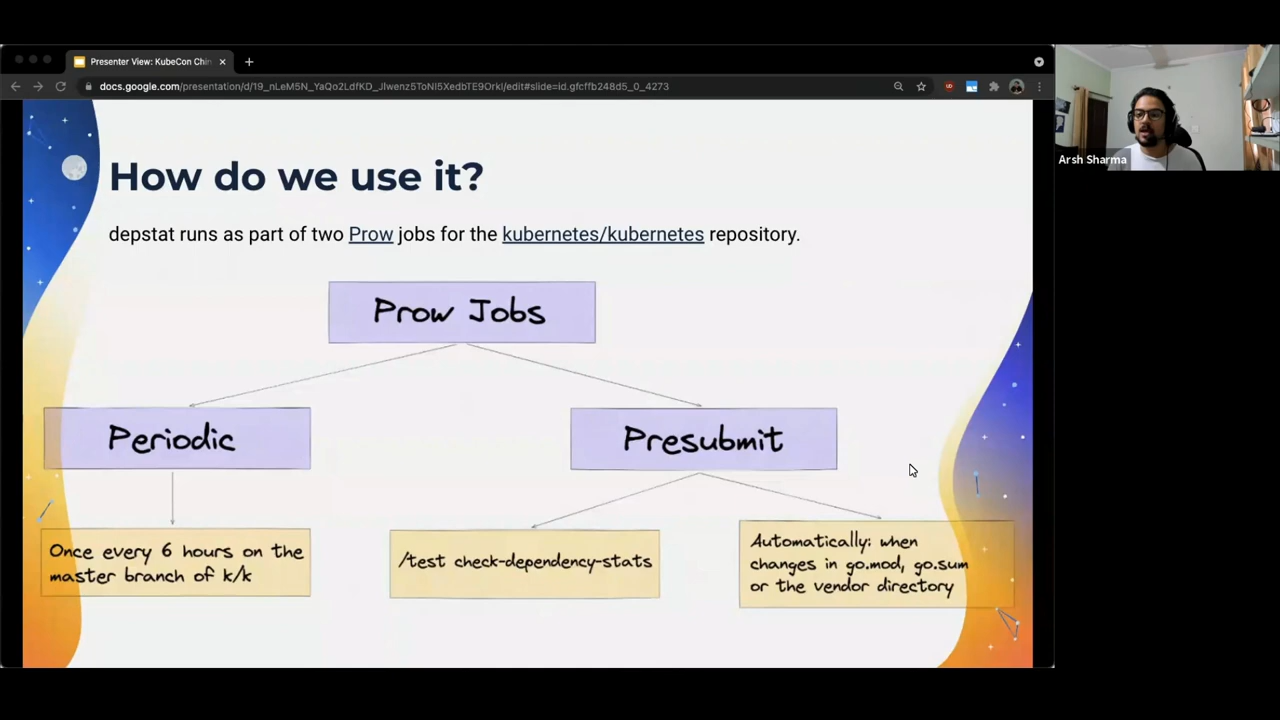 Presenter View: KubeCon Chin
docs.google.com/presentation/d/19_nLeM5N_YaQo2LdfKD_JIwenz5ToNI5XedbTE9OrkI/edit#slide=id.gfcffb248d5_0_4273
How do we use it?
depstat runs as part of two Prow jobs for the kubernetes/kubernetes repository.
Prow Jobs
Periodic
Presubmit
Once every 6 hours on the
master branch of k/k
/test check-dependency-stats
Automatically: when
changes in go.mod, go.sum
or the vendor directory
Arsh Sharma